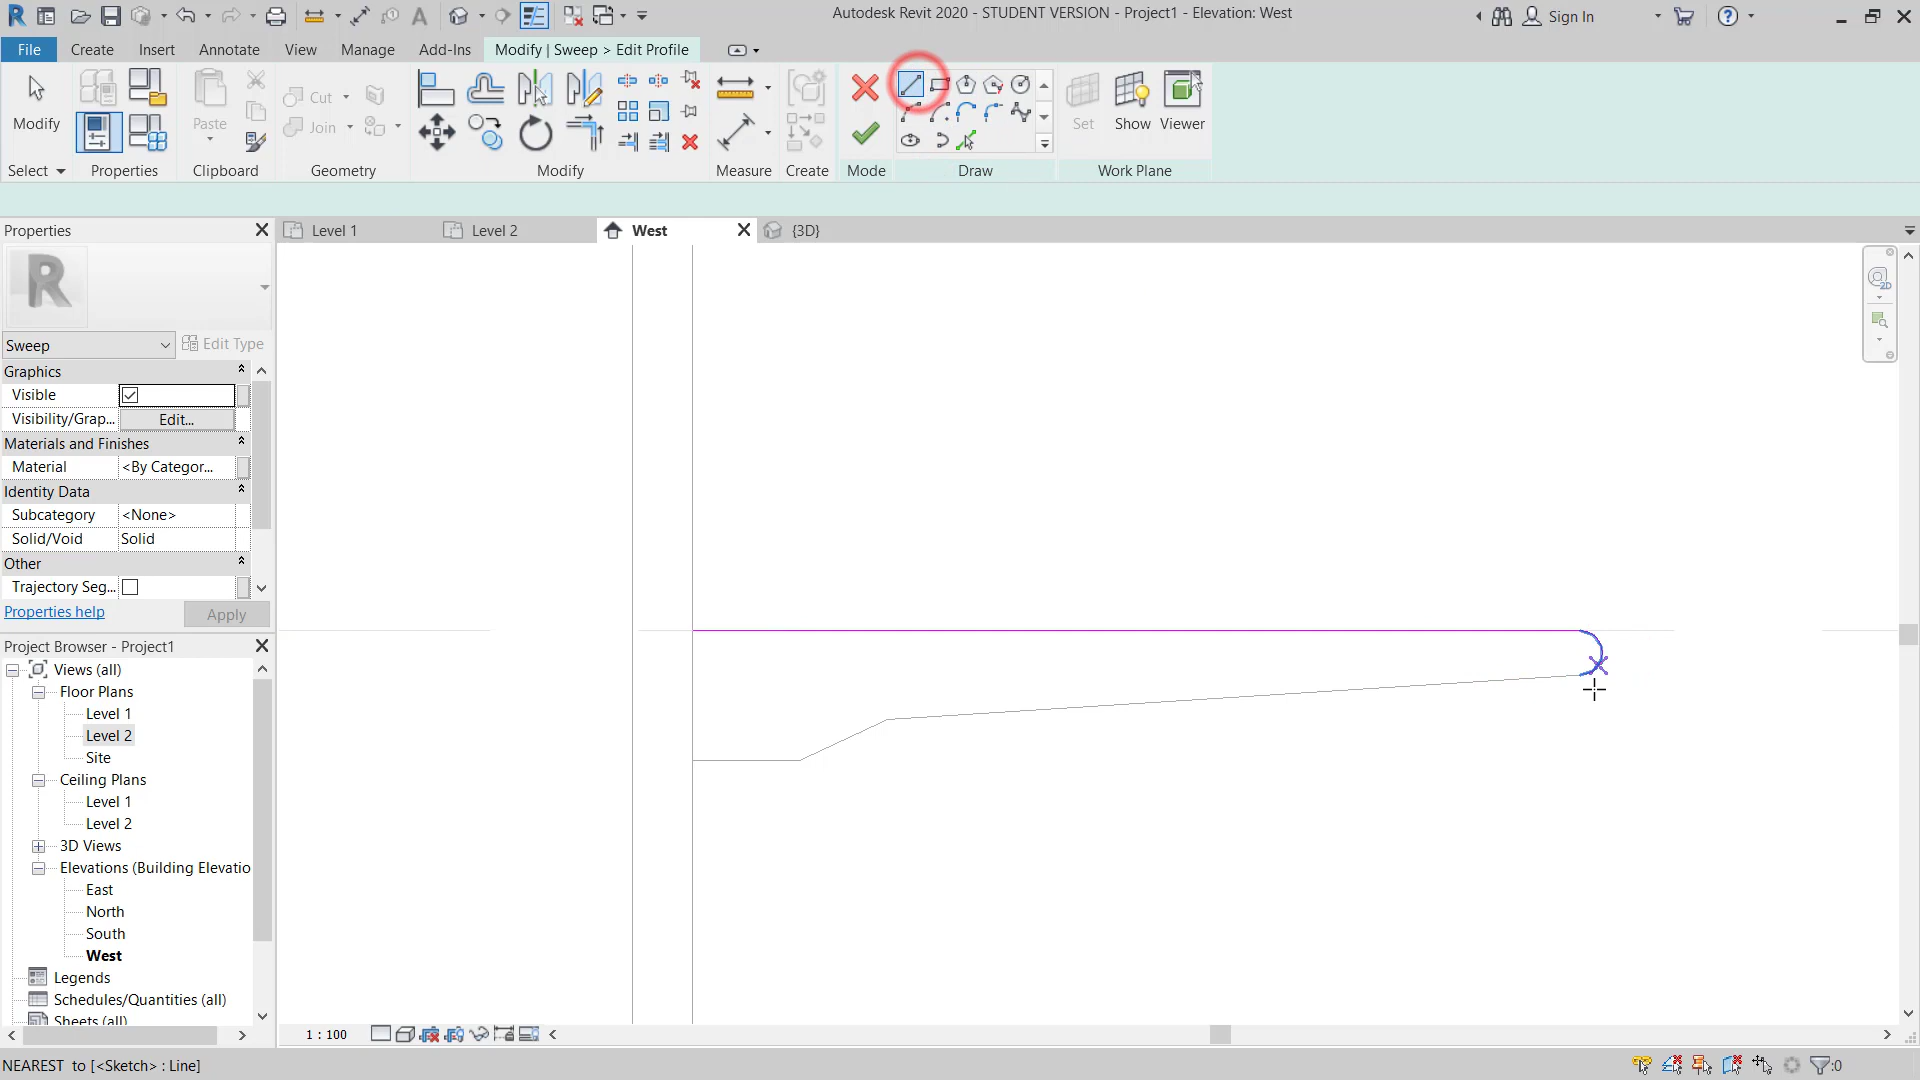 Autodesk Revit 2020 - STUDENT VERSION - Project1 - Elevation: West
Sign In
File
Create
Insert
Annotate
View
Manage
Add-Ins
Modify | Sweep > Edit Profile
Modify
Paste
Cut
Join
Set
Show
Viewer
Select
Properties
Clipboard
Geometry
Modify
Measure
Create
Mode
Draw
Work Plane
Properties
Level 1
Level 2
West
{3D}
R
2D
Sweep
Edit Type
Graphics
Visible
Visibility/Grap...
Edit...
Materials and Finishes
Material
<By Categor...
Identity Data
Subcategory
<None>
Solid/Void
Solid
Other
Trajectory Seg...
Properties help
Apply
Project Browser - Project1
Views (all)
Floor Plans
Level 1
Level 2
Site
Ceiling Plans
Level 1
Level 2
3D Views
Elevations (Building Elevatio
East
North
South
West
Legends
Schedules/Quantities (all)
Sheets (all)
1 : 100
NEAREST to [<Sketch> : Line]
:0